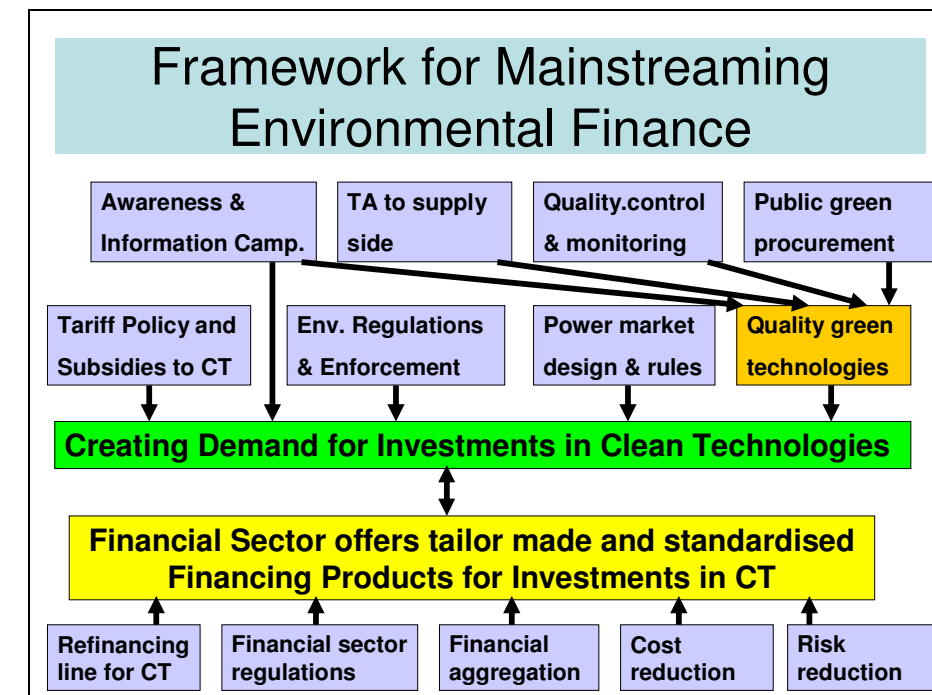 Framework for Mainstreaming
Environmental Finance
Awareness &
Information Camp.
TA to supply
side
Quality.control
& monitoring
Public green
procurement
Tariff Policy and
Subsidies to CT
Env. Regulations
& Enforcement
Power market
design & rules
Quality green
technologies
Creating Demand for Investments in Clean Technologies
Financial Sector offers tailor made and standardised
Financing Products for Investments in CT
Refinancing
line for CT
Financial sector
regulations
Financial
aggregation
Cost
reduction
Risk
reduction